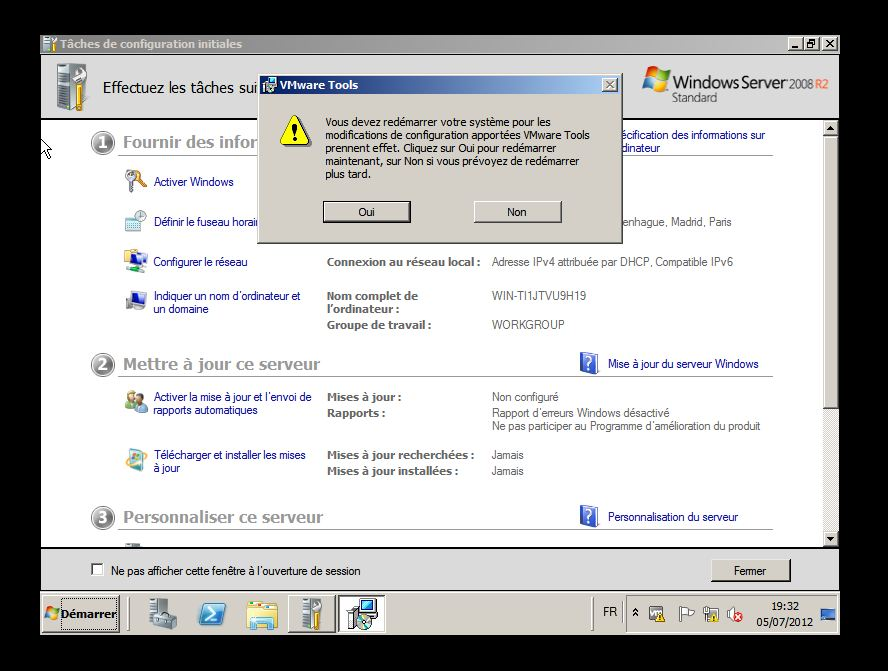 Tâches de configuration initiales
Effectuez les tâches sui
Windows Server 2008 R2
Standard
VMware Tools
Vous devez redémarrer votre système pour les
modifications de configuration apportées VMware Tools
prennent effet. Cliquez sur Oui pour redémarrer
maintenant, sur Non si vous prévoyez de redémarrer
plus tard.
Oui
Non
1 Fournir des infor
écification des informations sur
dinateur
Activer Windows
Définir le fuseau horai
enhague, Madrid, Paris
Configurer le réseau
Connexion au réseau local : Adresse IPv4 attribuée par DHCP, Compatible IPv6
Indiquer un nom d'ordinateur et
un domaine
Nom complet de
l'ordinateur :
WIN-TI1JTVU9H19
Groupe de travail : WORKGROUP
2 Mettre à jour ce serveur
Mise à jour du serveur Windows
Activer la mise à jour et l'envoi de
rapports automatiques
Mises à jour : Non configuré
Rapports : Rapport d'erreurs Windows désactivé
Ne pas participer au Programme d'amélioration du produit
Télécharger et installer les mises
à jour
Mises à jour recherchées : Jamais
Mises à jour installées : Jamais
3 Personnaliser ce serveur
Personnalisation du serveur
Ne pas afficher cette fenêtre à l'ouverture de session
Fermer
Démarrer
FR
19:32
05/07/2012